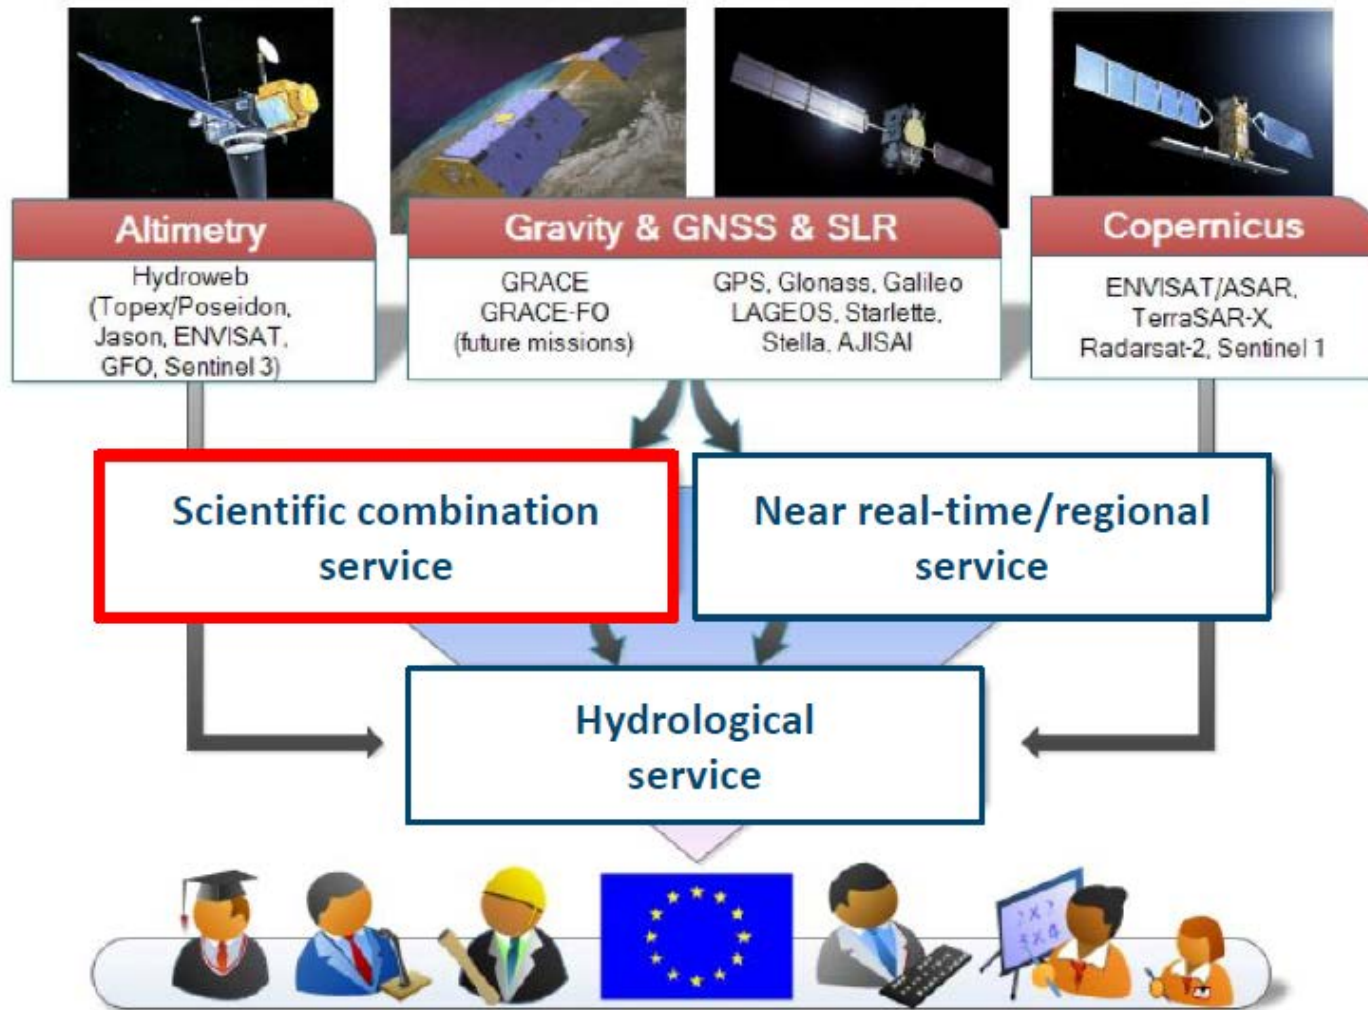 Altimetry
Hydroweb
(Topex/Poseidon,
Jason, ENVISAT,
GFO, Sentinel 3)
Gravity & GNSS & SLR
GRACE
GRACE-FO
(future missions)
GPS, Glonass, Galileo
LAGEOS, Starlette,
Stella, AJISAI
Copernicus
ENVISAT/ASAR,
TerraSAR-X,
Radarsat-2, Sentinel 1
Scientific combination
service
Near real-time/regional
service
Hydrological
service